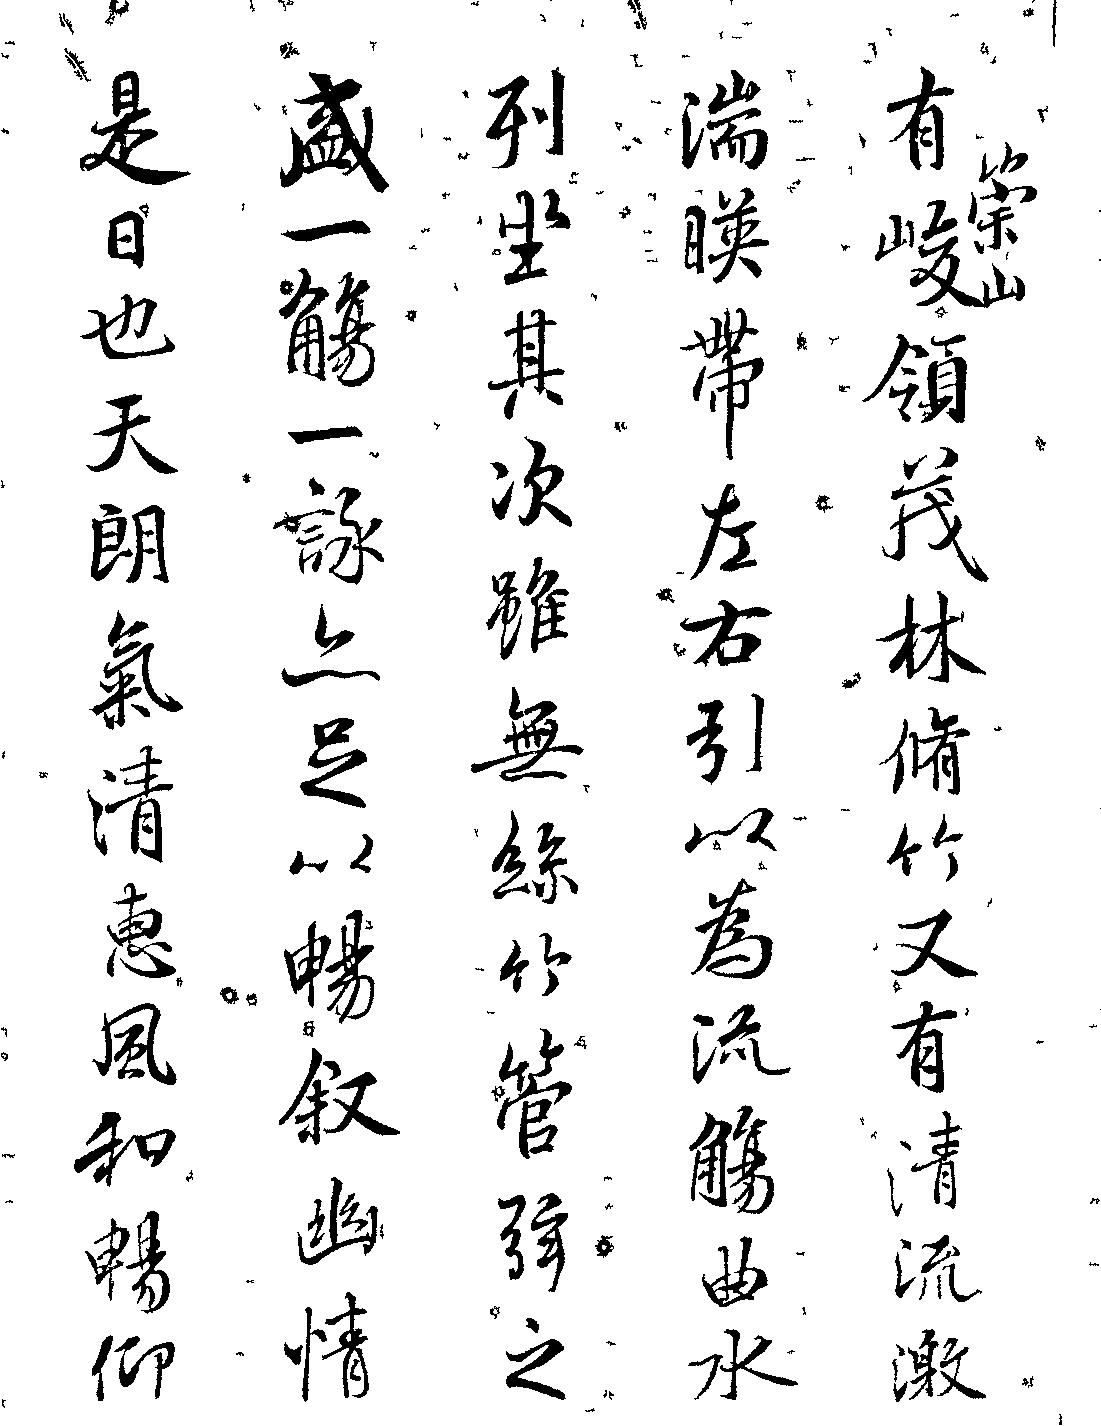 有崇山峻領茂林脩竹又有清流激
湍暎帶左右引以為流觴曲水
列坐其次雖無絲竹管弦之
盛一觴一詠亦足以暢叙幽情
是日也天朗氣清惠風和暢仰